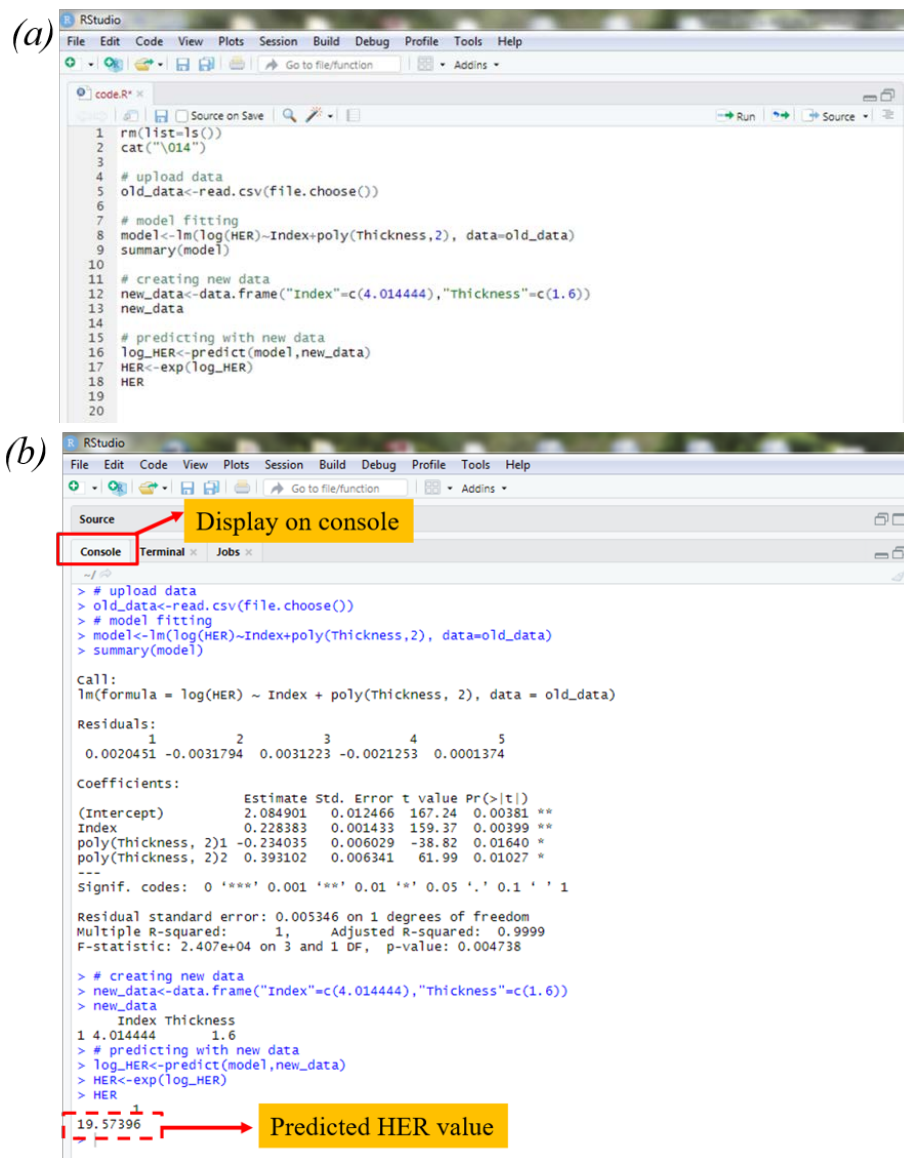 (a)
RStudio
File Edit Code View Plots Session Build Debug Profile Tools Help
Go to file/function Addins
code.R*
Source on Save Run Source
1 rm(list=ls())
2 cat("\014")
3
4 # upload data
5 old_data<-read.csv(file.choose())
6
7 # model fitting
8 model<-lm(log(HER)~Index+poly(Thickness,2), data=old_data)
9 summary(model)
10
11 # creating new data
12 new_data<-data.frame("Index"=c(4.014444),"Thickness"=c(1.6))
13 new_data
14
15 # predicting with new data
16 log_HER<-predict(model,new_data)
17 HER<-exp(log_HER)
18 HER
19
20
(b)
RStudio
File Edit Code View Plots Session Build Debug Profile Tools Help
Go to file/function Addins
Source
Display on console
Console Terminal Jobs
~/
> # upload data
> old_data<-read.csv(file.choose())
> # model fitting
> model<-lm(log(HER)~Index+poly(Thickness,2), data=old_data)
> summary(model)
Call:
lm(formula = log(HER) ~ Index + poly(Thickness, 2), data = old_data)
Residuals:
1 2 3 4 5
0.0020451 -0.0031794 0.0031223 -0.0021253 0.0001374
Coefficients:
Estimate Std. Error t value Pr(>|t|)
(Intercept) 2.084901 0.012466 167.24 0.00381 **
Index 0.228383 0.001433 159.37 0.00399 **
poly(Thickness, 2)1 -0.234035 0.006029 -38.82 0.01640 *
poly(Thickness, 2)2 0.393102 0.006341 61.99 0.01027 *
---
Signif. codes: 0 ‘***’ 0.001 ‘**’ 0.01 ‘*’ 0.05 ‘.’ 0.1 ‘ ’ 1
Residual standard error: 0.005346 on 1 degrees of freedom
Multiple R-squared: 1, Adjusted R-squared: 0.9999
F-statistic: 2.407e+04 on 3 and 1 DF, p-value: 0.004738
> # creating new data
> new_data<-data.frame("Index"=c(4.014444),"Thickness"=c(1.6))
> new_data
Index Thickness
1 4.014444 1.6
> # predicting with new data
> log_HER<-predict(model,new_data)
> HER<-exp(log_HER)
> HER
1
19.57396
Predicted HER value
>